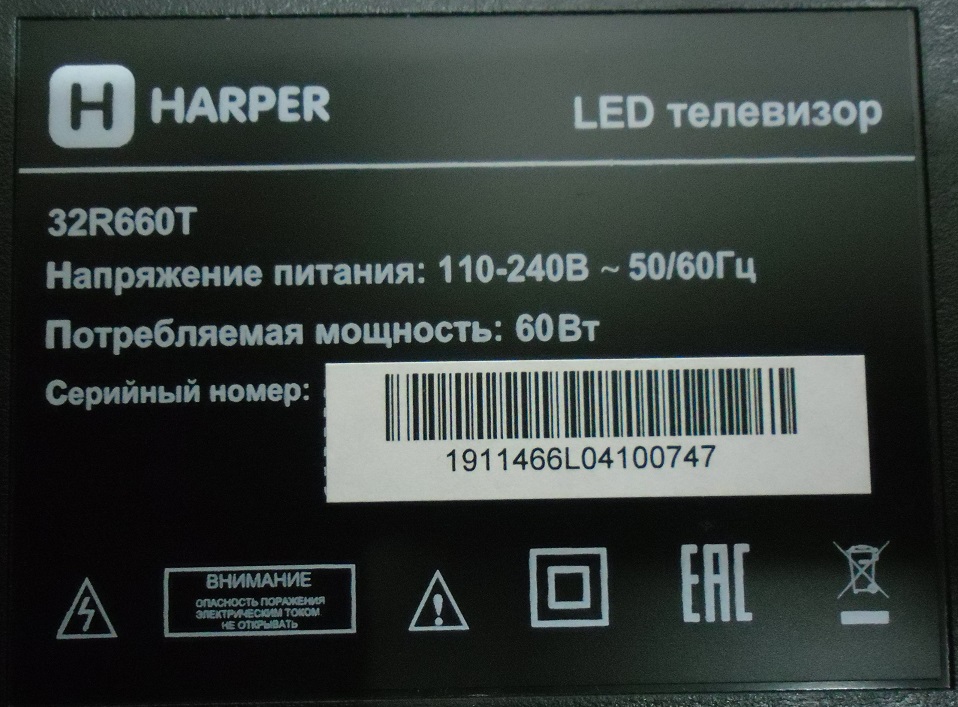 H HARPER
LED телевизор
32R660T
Напряжение питания: 110-240В ~ 50/60Гц
Потребляемая мощность: 60Вт
Серийный номер:
1911466L04100747
ВНИМАНИЕ
ОПАСНОСТЬ ПОРАЖЕНИЯ
ЭЛЕКТРИЧЕСКИМ ТОКОМ
НЕ ОТКРЫВАТЬ
EAC